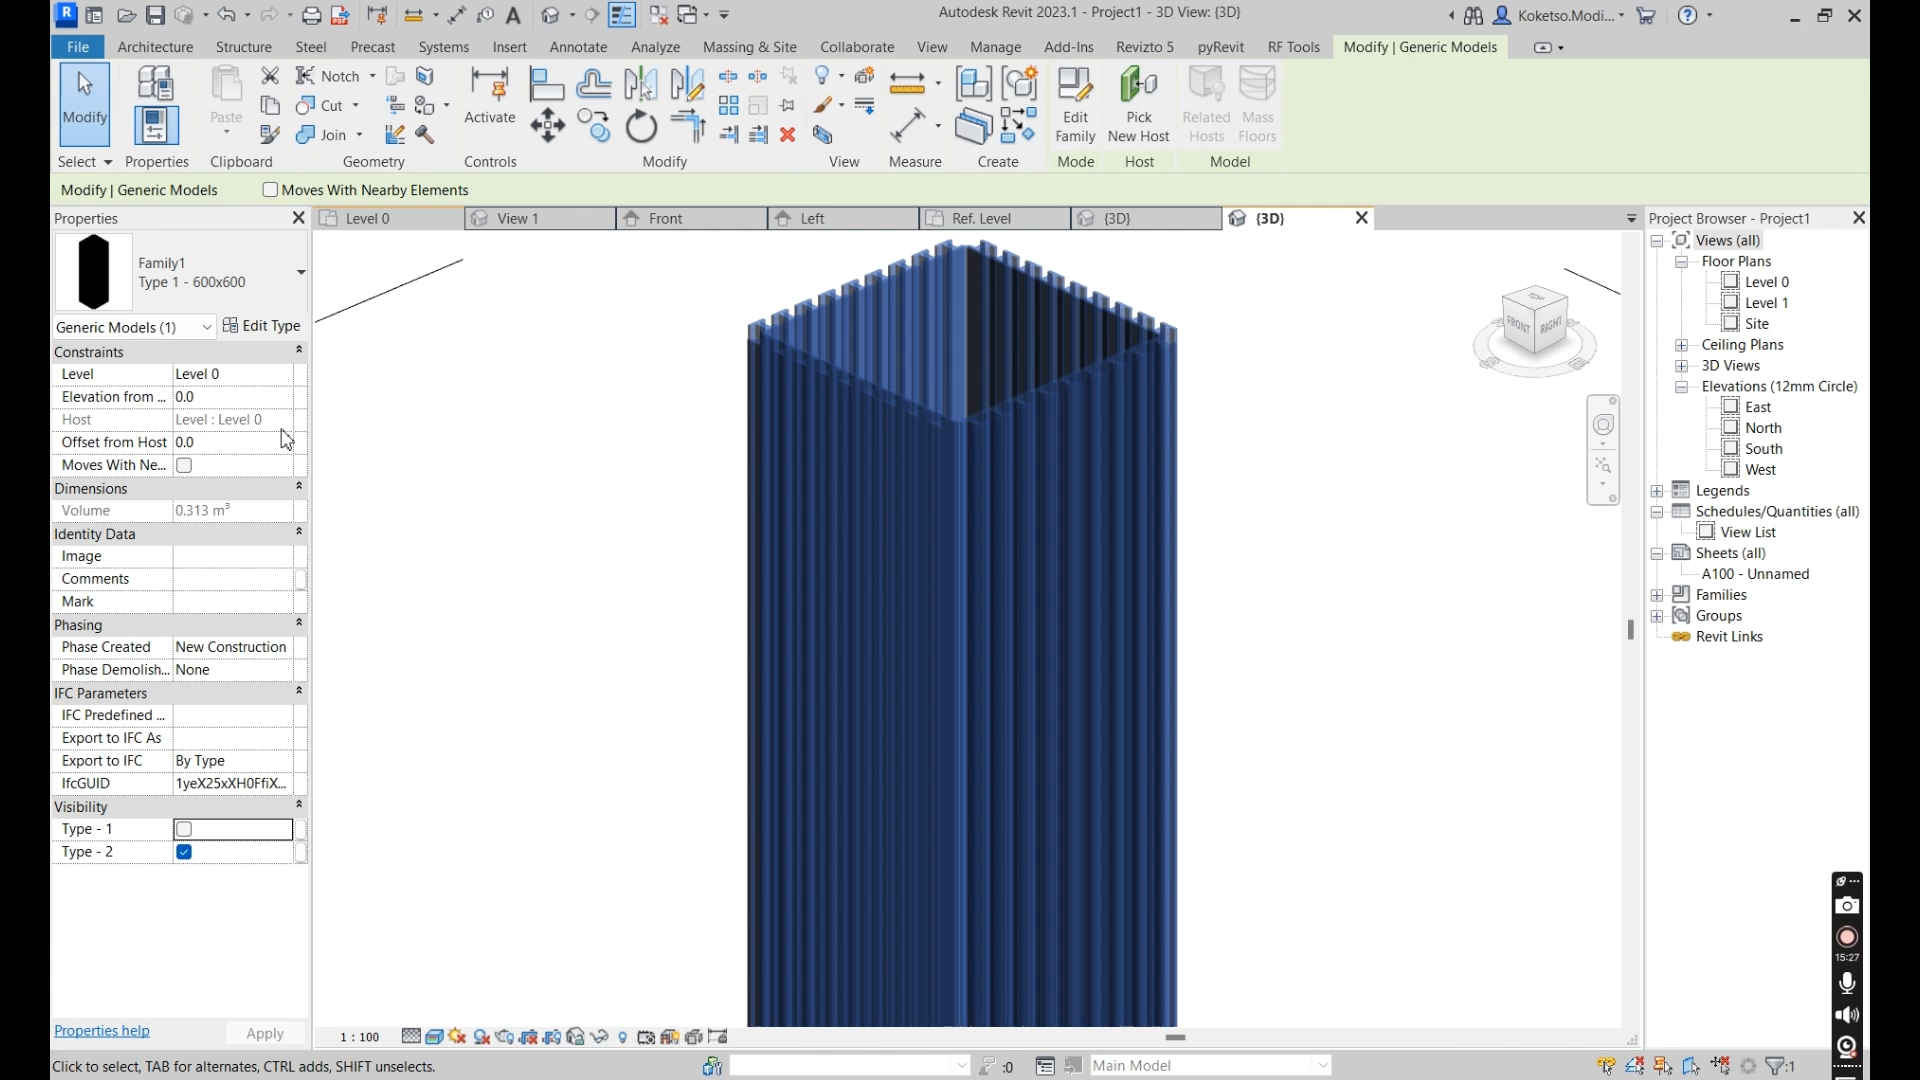 Autodesk Revit 2023.1 - Project1 - 3D View: {3D}
Koketso.Modi...
File Architecture Structure Steel Precast Systems Insert Annotate Analyze Massing & Site Collaborate View Manage Add-Ins Revizto 5 pyRevit RF Tools Modify | Generic Models
Modify Paste Notch Cut Join Activate Edit Family Pick New Host Related Hosts Mass Floors
Select Properties Clipboard Geometry Controls Modify View Measure Create Mode Host Model
Modify | Generic Models Moves With Nearby Elements
Properties
Level 0 View 1 Front Left Ref. Level {3D} {3D}
Project Browser - Project1
Family1
Type 1 - 600x600
Generic Models (1) Edit Type
Constraints
Level Level 0
Elevation from ... 0.0
Host Level : Level 0
Offset from Host 0.0
Moves With Ne...
Dimensions
Volume 0.313 m³
Identity Data
Image
Comments
Mark
Phasing
Phase Created New Construction
Phase Demolish... None
IFC Parameters
IFC Predefined ...
Export to IFC As
Export to IFC By Type
IfcGUID 1yeX25xXH0FfiX...
Visibility
Type - 1
Type - 2
Properties help Apply
FRONT RIGHT
Views (all)
Floor Plans
Level 0
Level 1
Site
Ceiling Plans
3D Views
Elevations (12mm Circle)
East
North
South
West
Legends
Schedules/Quantities (all)
View List
Sheets (all)
A100 - Unnamed
Families
Groups
Revit Links
15:27
1 : 100
Click to select, TAB for alternates, CTRL adds, SHIFT unselects.
:0
Main Model
:1